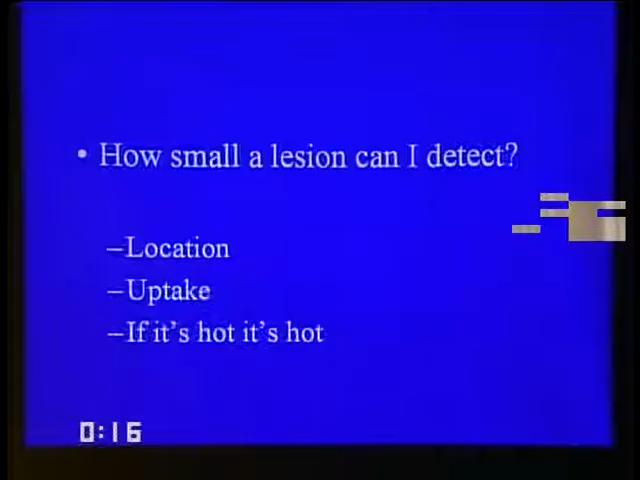 • How small a lesion can I detect?
–Location
–Uptake
–If it's hot it's hot
0:16